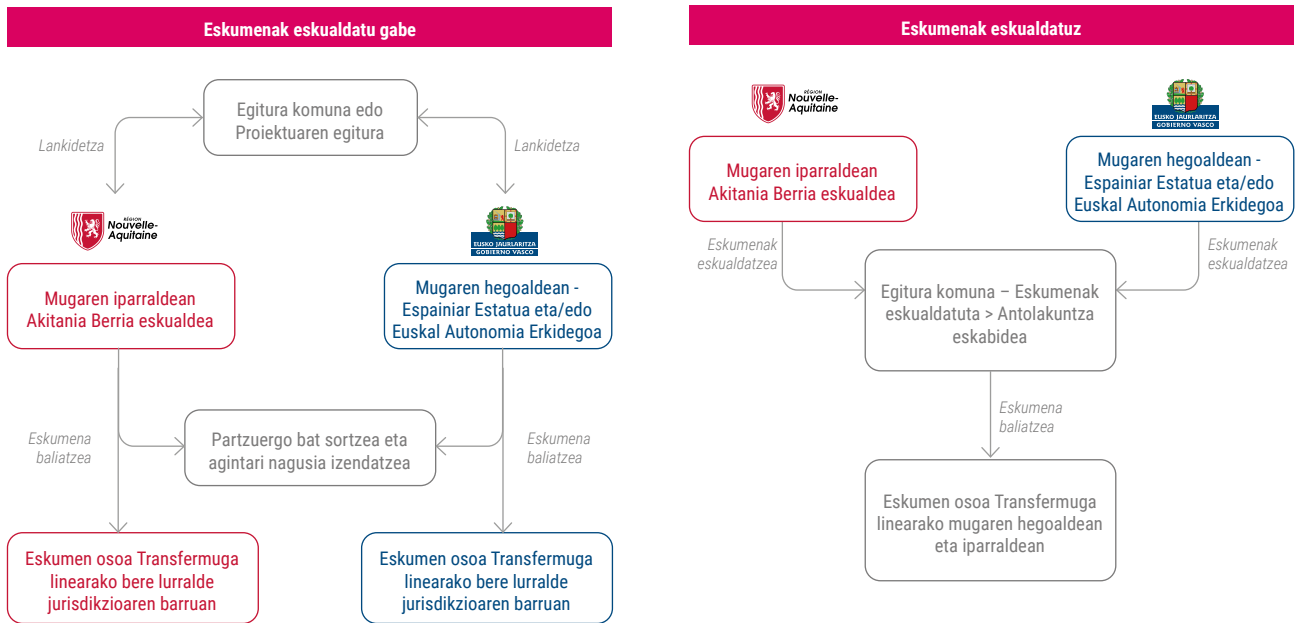 Eskumenak eskualdatu gabe
Egitura komuna edo
Proiektuaren egitura
Lankidetza
Lankidetza
RÉGION
Nouvelle-
Aquitaine
EUSKO JAURLARITZA
GOBIERNO VASCO
Mugaren iparraldean
Akitania Berria eskualdea
Mugaren hegoaldean -
Espainiar Estatua eta/edo
Euskal Autonomia Erkidegoa
Eskumena
baliatzea
Partzuergo bat sortzea eta
agintari nagusia izendatzea
Eskumena
baliatzea
Eskumen osoa Transfermuga
linearako bere lurralde
jurisdikzioaren barruan
Eskumen osoa Transfermuga
linearako bere lurralde
jurisdikzioaren barruan
Eskumenak eskualdatuz
RÉGION
Nouvelle-
Aquitaine
EUSKO JAURLARITZA
GOBIERNO VASCO
Mugaren iparraldean
Akitania Berria eskualdea
Mugaren hegoaldean -
Espainiar Estatua eta/edo
Euskal Autonomia Erkidegoa
Eskumenak
eskualdatzea
Eskumenak
eskualdatzea
Egitura komuna – Eskumenak
eskualdatuta > Antolakuntza
eskabidea
Eskumena
baliatzea
Eskumen osoa Transfermuga
linearako mugaren hegoaldean
eta iparraldean